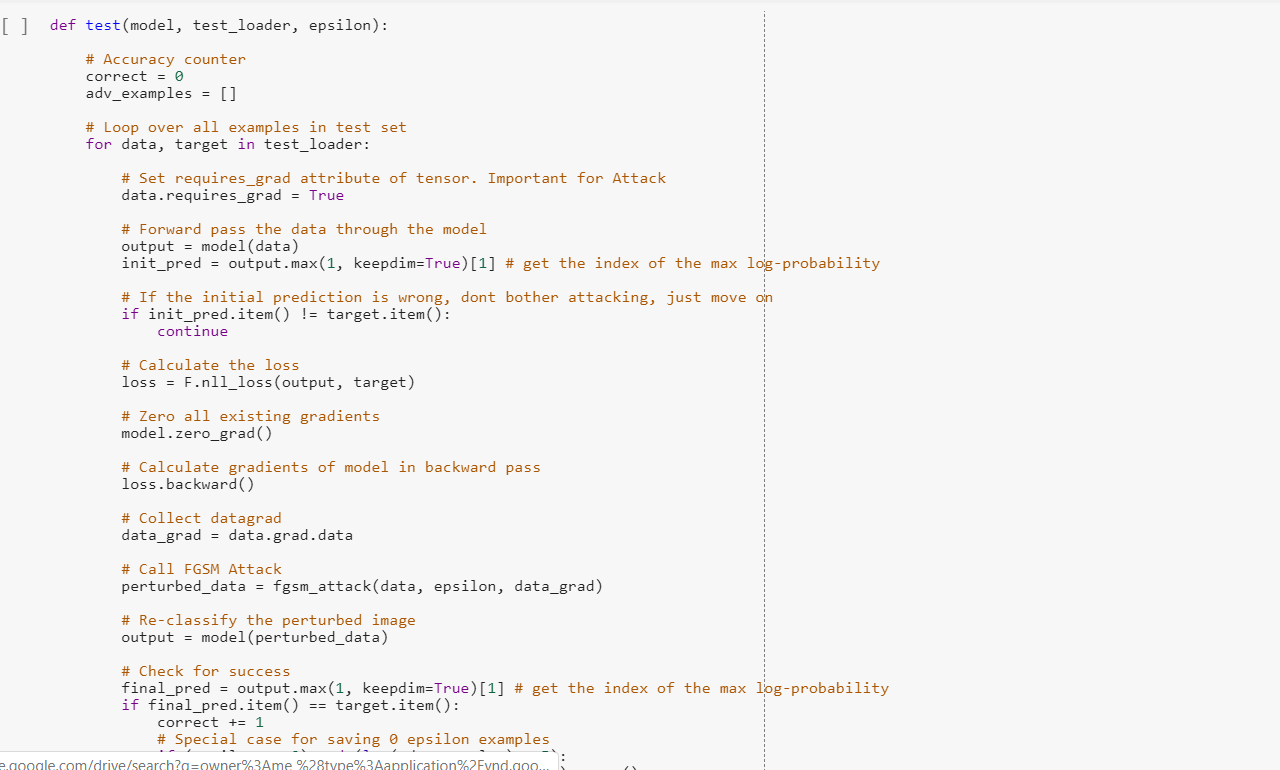 [ ] def test(model, test_loader, epsilon):
# Accuracy counter
correct = 0
adv_examples = []
# Loop over all examples in test set
for data, target in test_loader:
# Set requires_grad attribute of tensor. Important for Attack
data.requires_grad = True
# Forward pass the data through the model
output = model(data)
init_pred = output.max(1, keepdim=True)[1] # get the index of the max log-probability
# If the initial prediction is wrong, dont bother attacking, just move on
if init_pred.item() != target.item():
continue
# Calculate the loss
loss = F.nll_loss(output, target)
# Zero all existing gradients
model.zero_grad()
# Calculate gradients of model in backward pass
loss.backward()
# Collect datagrad
data_grad = data.grad.data
# Call FGSM Attack
perturbed_data = fgsm_attack(data, epsilon, data_grad)
# Re-classify the perturbed image
output = model(perturbed_data)
# Check for success
final_pred = output.max(1, keepdim=True)[1] # get the index of the max log-probability
if final_pred.item() == target.item():
correct += 1
# Special case for saving 0 epsilon examples
e.google.com/drive/search?q=owner%3Ame %28type%3Aapplication%2Fvnd.goo...